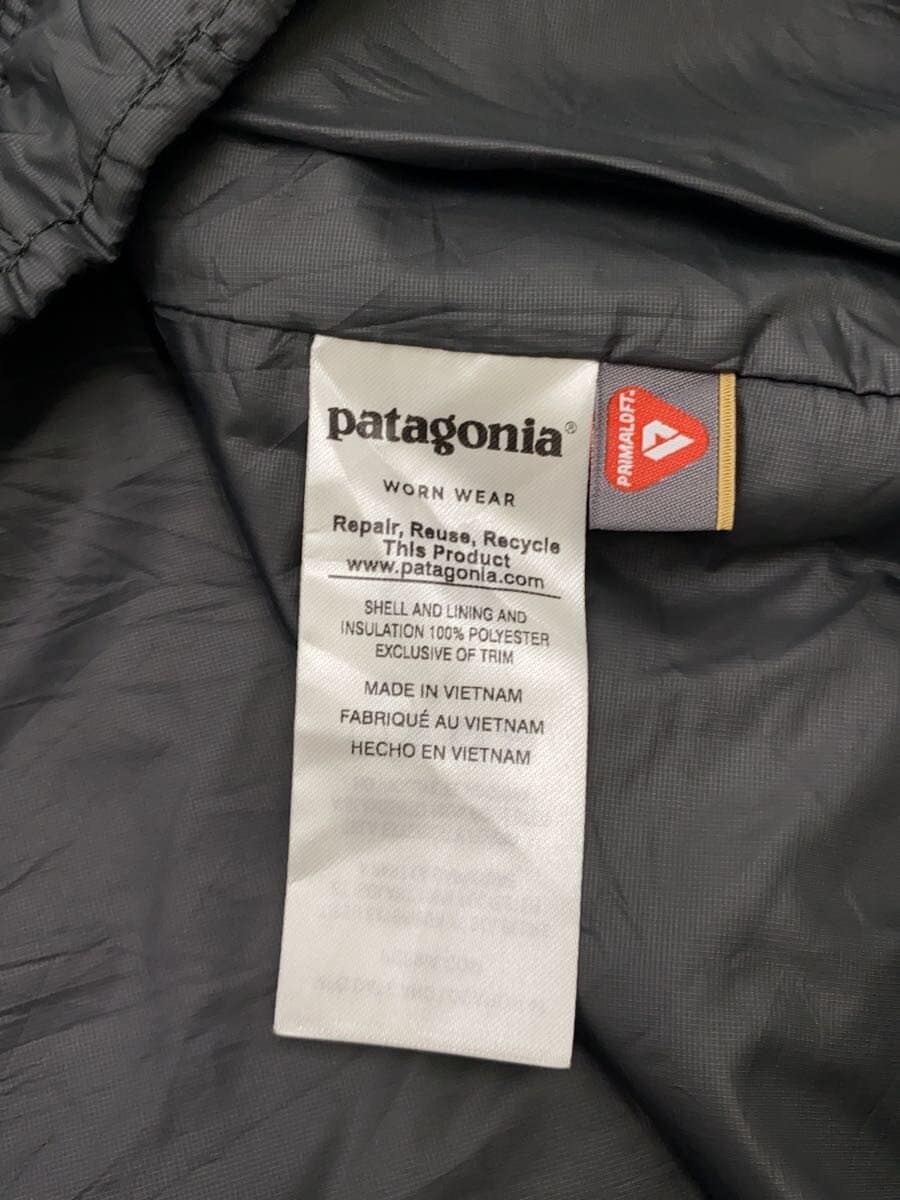 patagonia®
WORN WEAR
Repair, Reuse, Recycle
This Product
www.patagonia.com
SHELL AND LINING AND
INSULATION 100% POLYESTER
EXCLUSIVE OF TRIM
MADE IN VIETNAM
FABRIQUÉ AU VIETNAM
HECHO EN VIETNAM
PRIMALOFT.